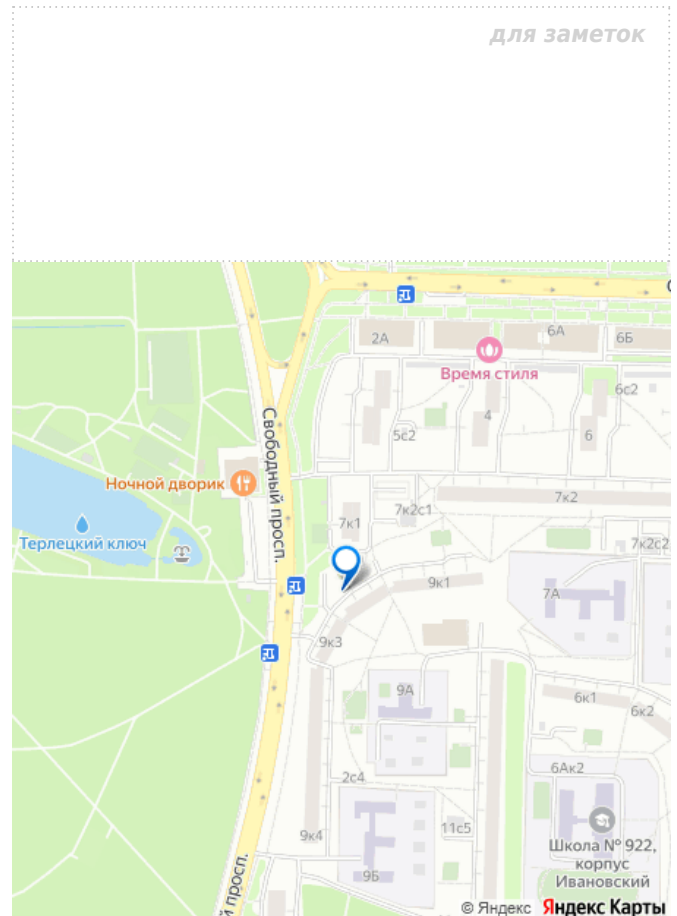 для заметок
С
2А
6А
6Б
Время стиля
6с2
4
5с2
6
Свободный просп.
Ночной дворик
7к2
7к1
7к2с1
Терлецкий ключ
7к2с2
9к1
7А
9к3
9А
6к1
6к2
2с4
6Ак2
11с5
9к4
Школа № 922,
корпус
Ивановский
9Б
й просп.
© Яндекс Яндекс Карты